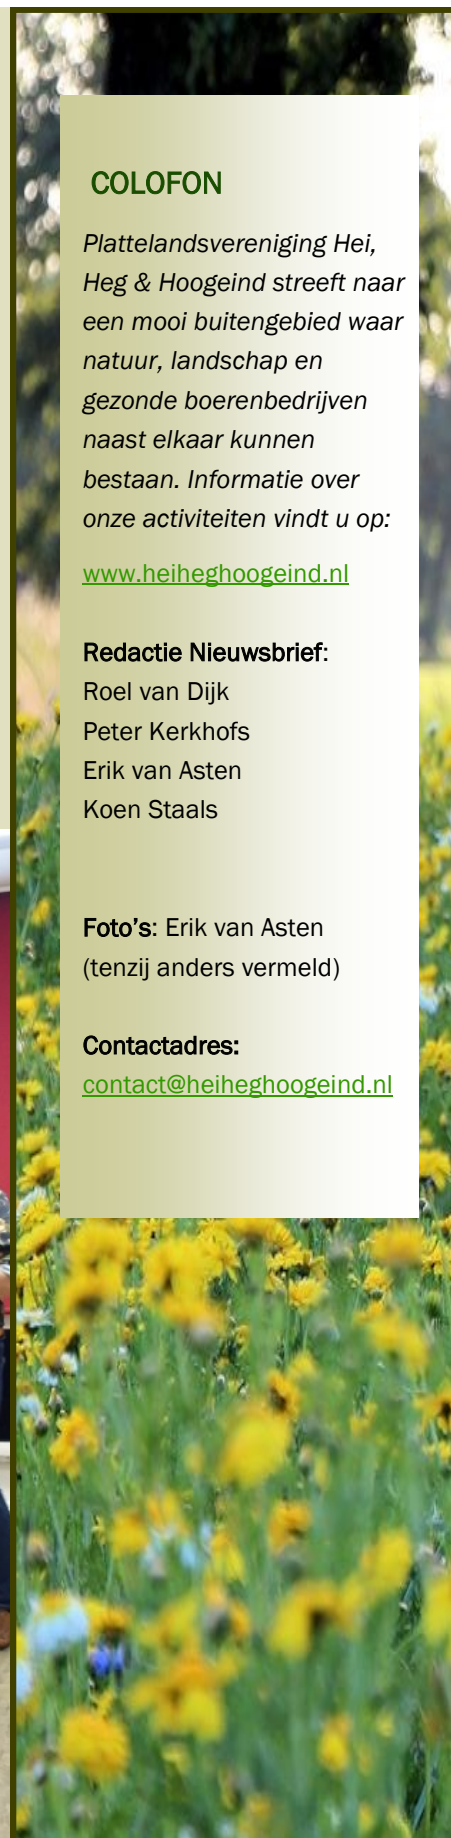 COLOFON
Plattelandsvereniging Hei,
Heg & Hoogeind streeft naar
een mooi buitengebied waar
natuur, landschap en
gezonde boerenbedrijven
naast elkaar kunnen
bestaan. Informatie over
onze activiteiten vindt u op:
www.heiheghoogeind.nl
Redactie Nieuwsbrief:
Roel van Dijk
Peter Kerkhofs
Erik van Asten
Koen Staals
Foto's: Erik van Asten
(tenzij anders vermeld)
Contactadres:
contact@heiheghoogeind.nl